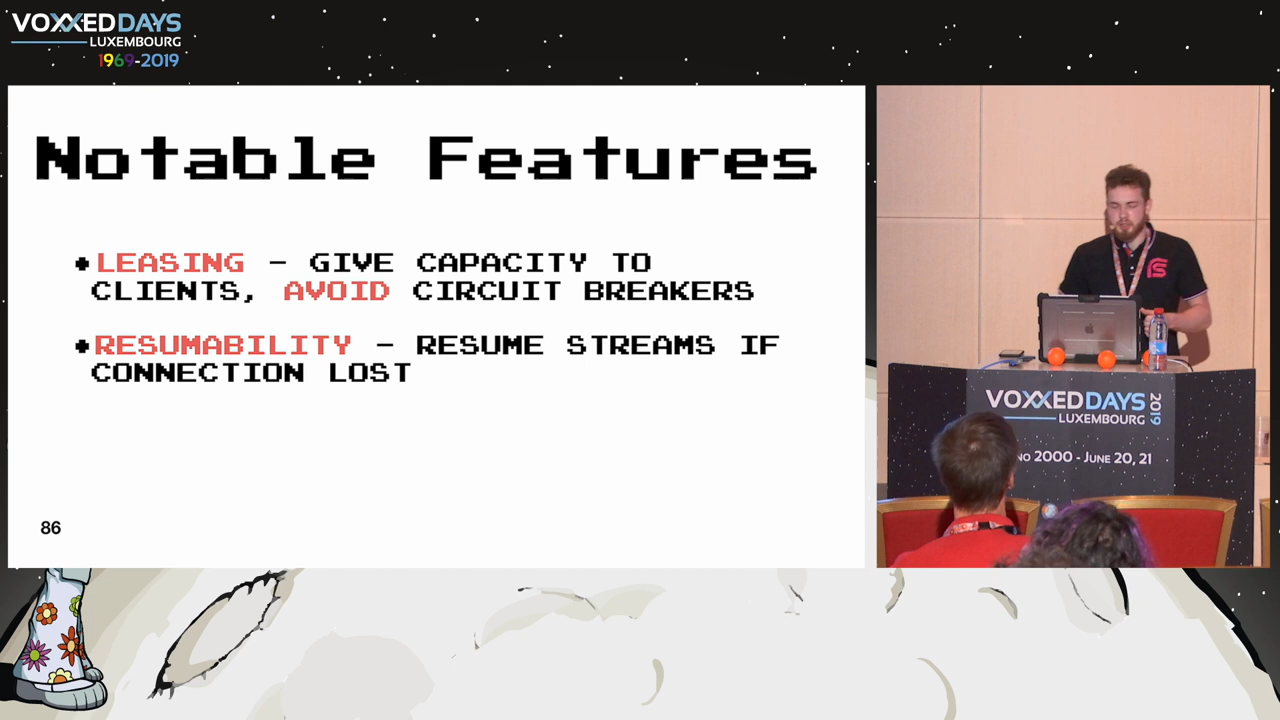 VOXXEDDAYS
LUXEMBOURG
1969-2019
Notable Features
•LEASING – GIVE CAPACITY TO
CLIENTS, AVOID CIRCUIT BREAKERS
•RESUMABILITY – RESUME STREAMS IF
CONNECTION LOST
86
VOXXEDDAYS
2019
LUXEMBOURG
2000 - JUNE 20, 21